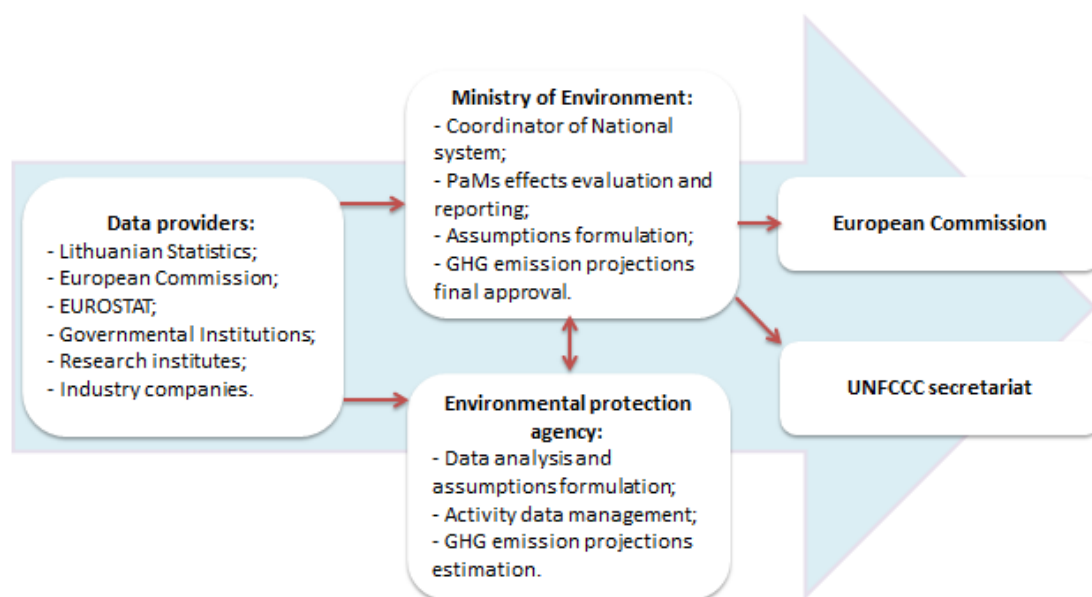 Data providers:
- Lithuanian Statistics;
- European Commission;
- EUROSTAT;
- Governmental Institutions;
- Research institutes;
- Industry companies.
Ministry of Environment:
- Coordinator of National
system;
- PaMs effects evaluation and
reporting;
- Assumptions formulation;
- GHG emission projections
final approval.
Environmental protection
agency:
- Data analysis and
assumptions formulation;
- Activity data management;
- GHG emission projections
estimation.
European Commission
UNFCCC secretariat